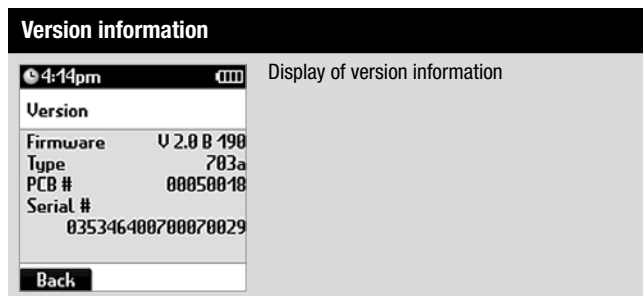 Version information
4:14pm
Display of version information
Version
Firmware V 2.0 B 190
Type 703a
PCB # 00050018
Serial #
035346400700070029
Back